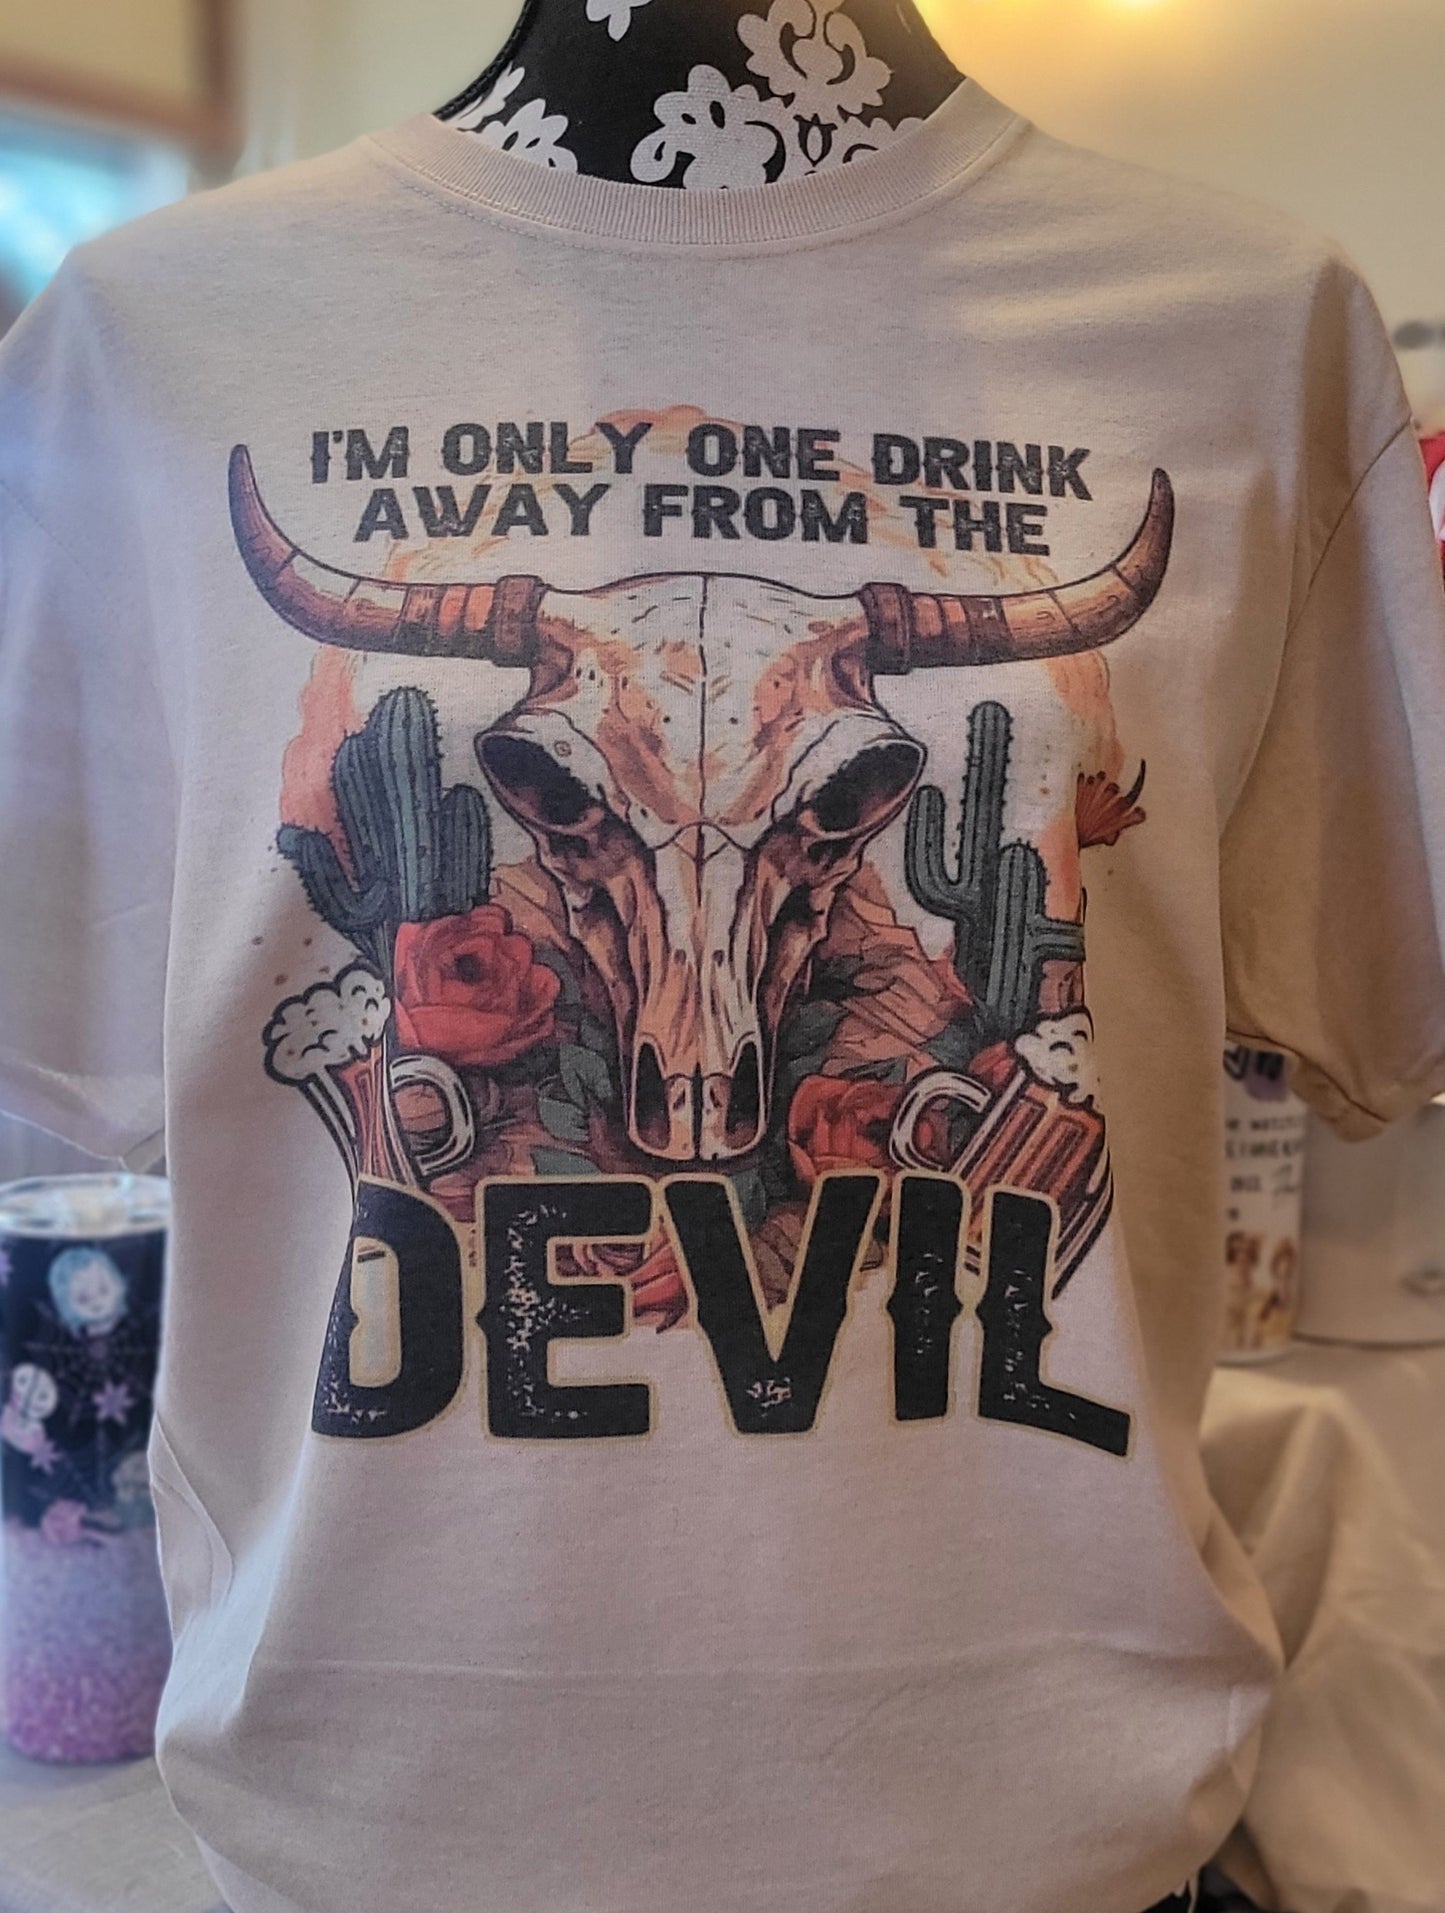 I'M ONLY ONE DRINK
AWAY FROM THE
DEVIL